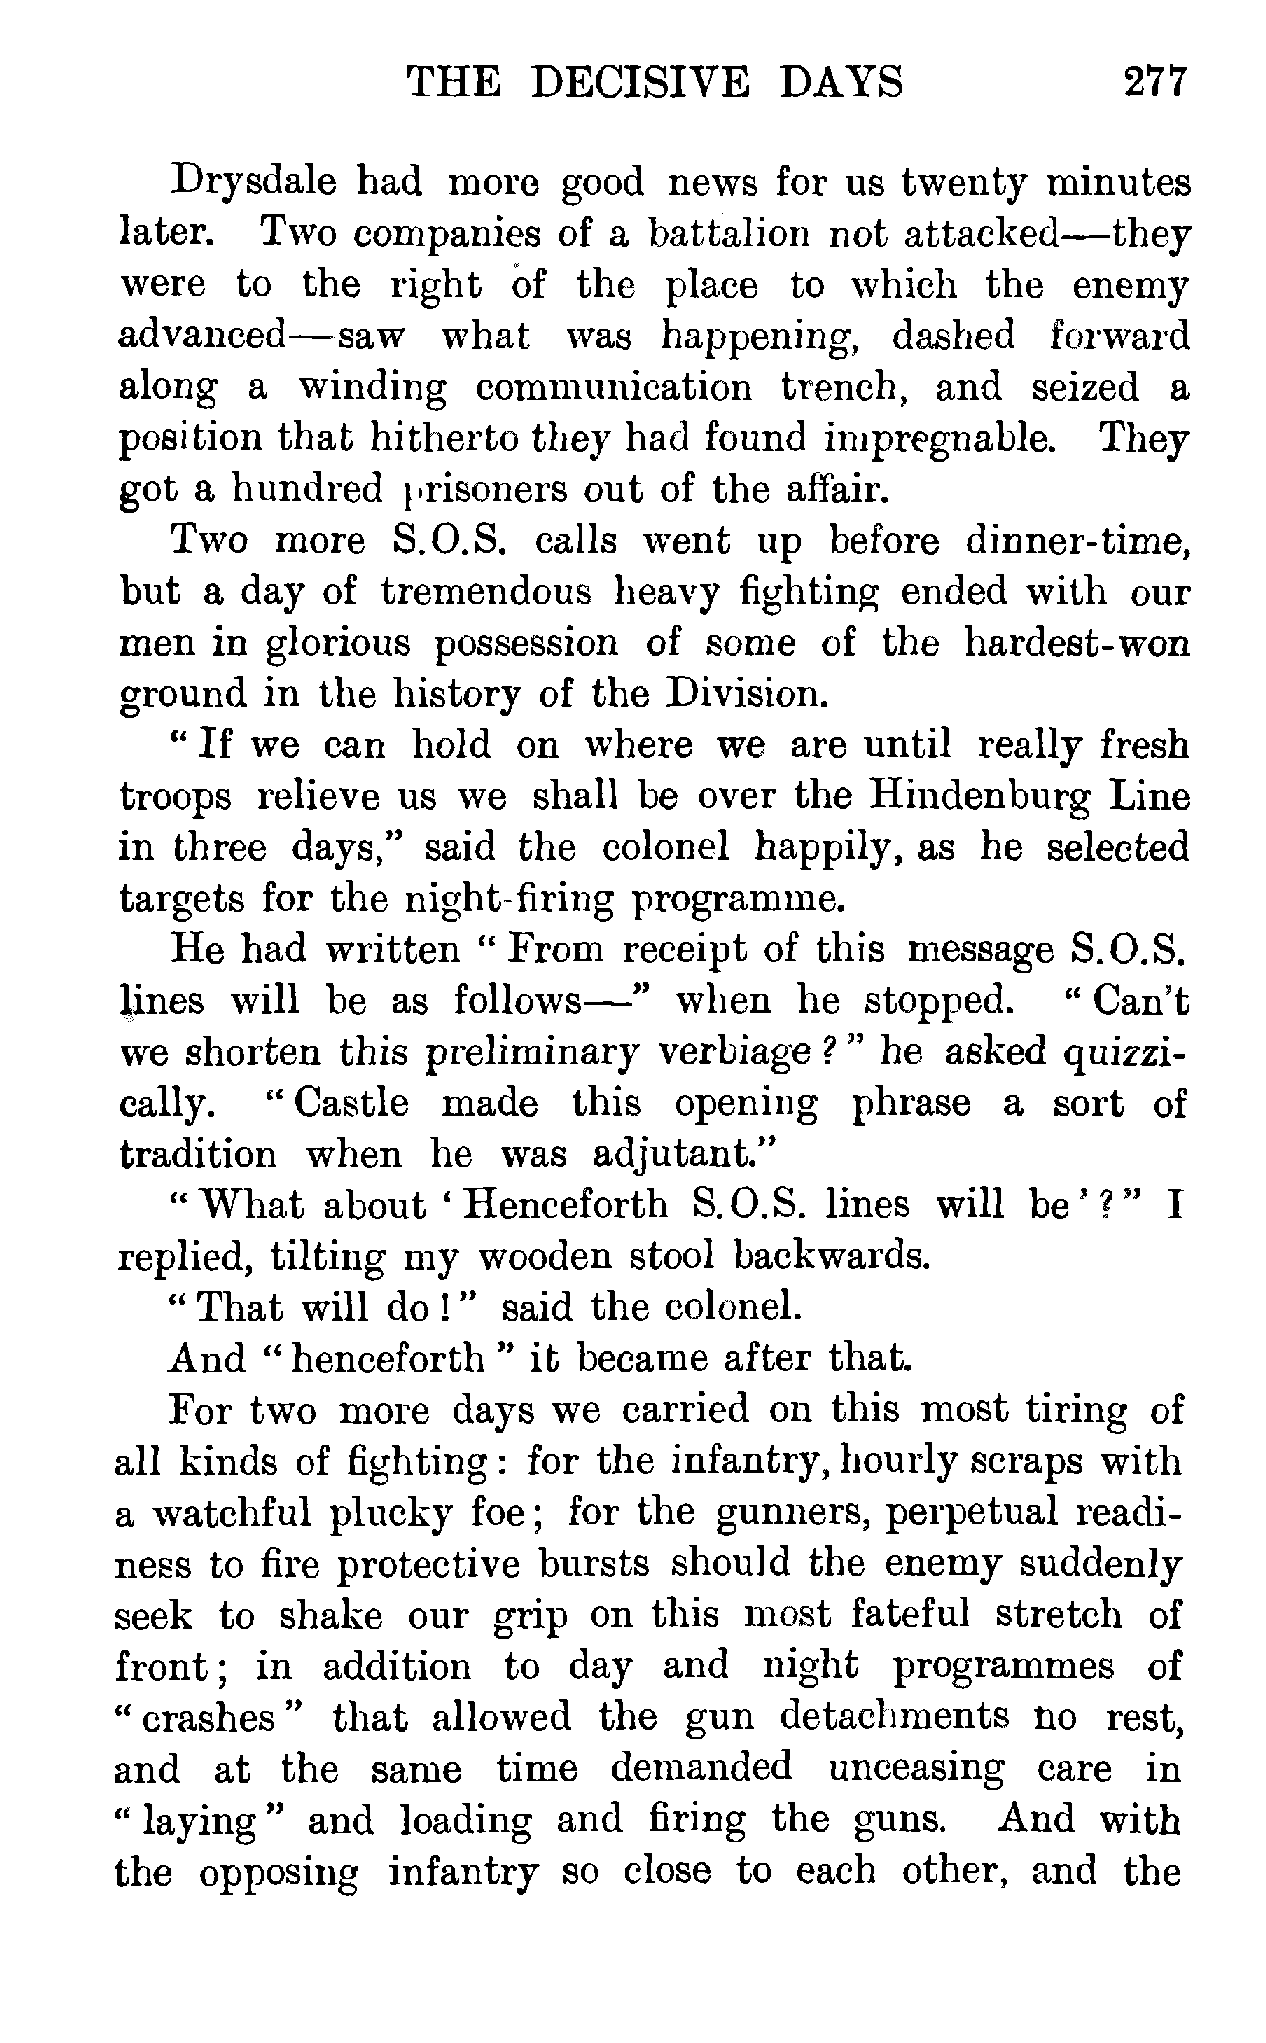 THE DECISIVE DAYS 277
Drysdale had more good news for us twenty minutes
later. Two companies of a battalion not attacked—they
were to the right of the place to which the enemy
advanced—saw what was happening, dashed forward
along a winding communication trench, and seized a
position that hitherto they had found impregnable. They
got a hundred prisoners out of the affair.
Two more S.O.S. calls went up before dinner-time,
but a day of tremendous heavy fighting ended with our
men in glorious possession of some of the hardest-won
ground in the history of the Division.
“ If we can hold on where we are until really fresh
troops relieve us we shall be over the Hindenburg Line
in three days,” said the colonel happily, as he selected
targets for the night-firing programme.
He had written “ From receipt of this message S.O.S.
lines will be as follows—” when he stopped. “ Can’t
we shorten this preliminary verbiage ? ” he asked quizzi-
cally. “ Castle made this opening phrase a sort of
tradition when he was adjutant.”
“ What about ‘ Henceforth S.O.S. lines will be ’ ? ” I
replied, tilting my wooden stool backwards.
“ That will do ! ” said the colonel.
And “ henceforth ” it became after that.
For two more days we carried on this most tiring of
all kinds of fighting : for the infantry, hourly scraps with
a watchful plucky foe ; for the gunners, perpetual readi-
ness to fire protective bursts should the enemy suddenly
seek to shake our grip on this most fateful stretch of
front ; in addition to day and night programmes of
“ crashes ” that allowed the gun detachments no rest,
and at the same time demanded unceasing care in
“ laying ” and loading and firing the guns. And with
the opposing infantry so close to each other, and the